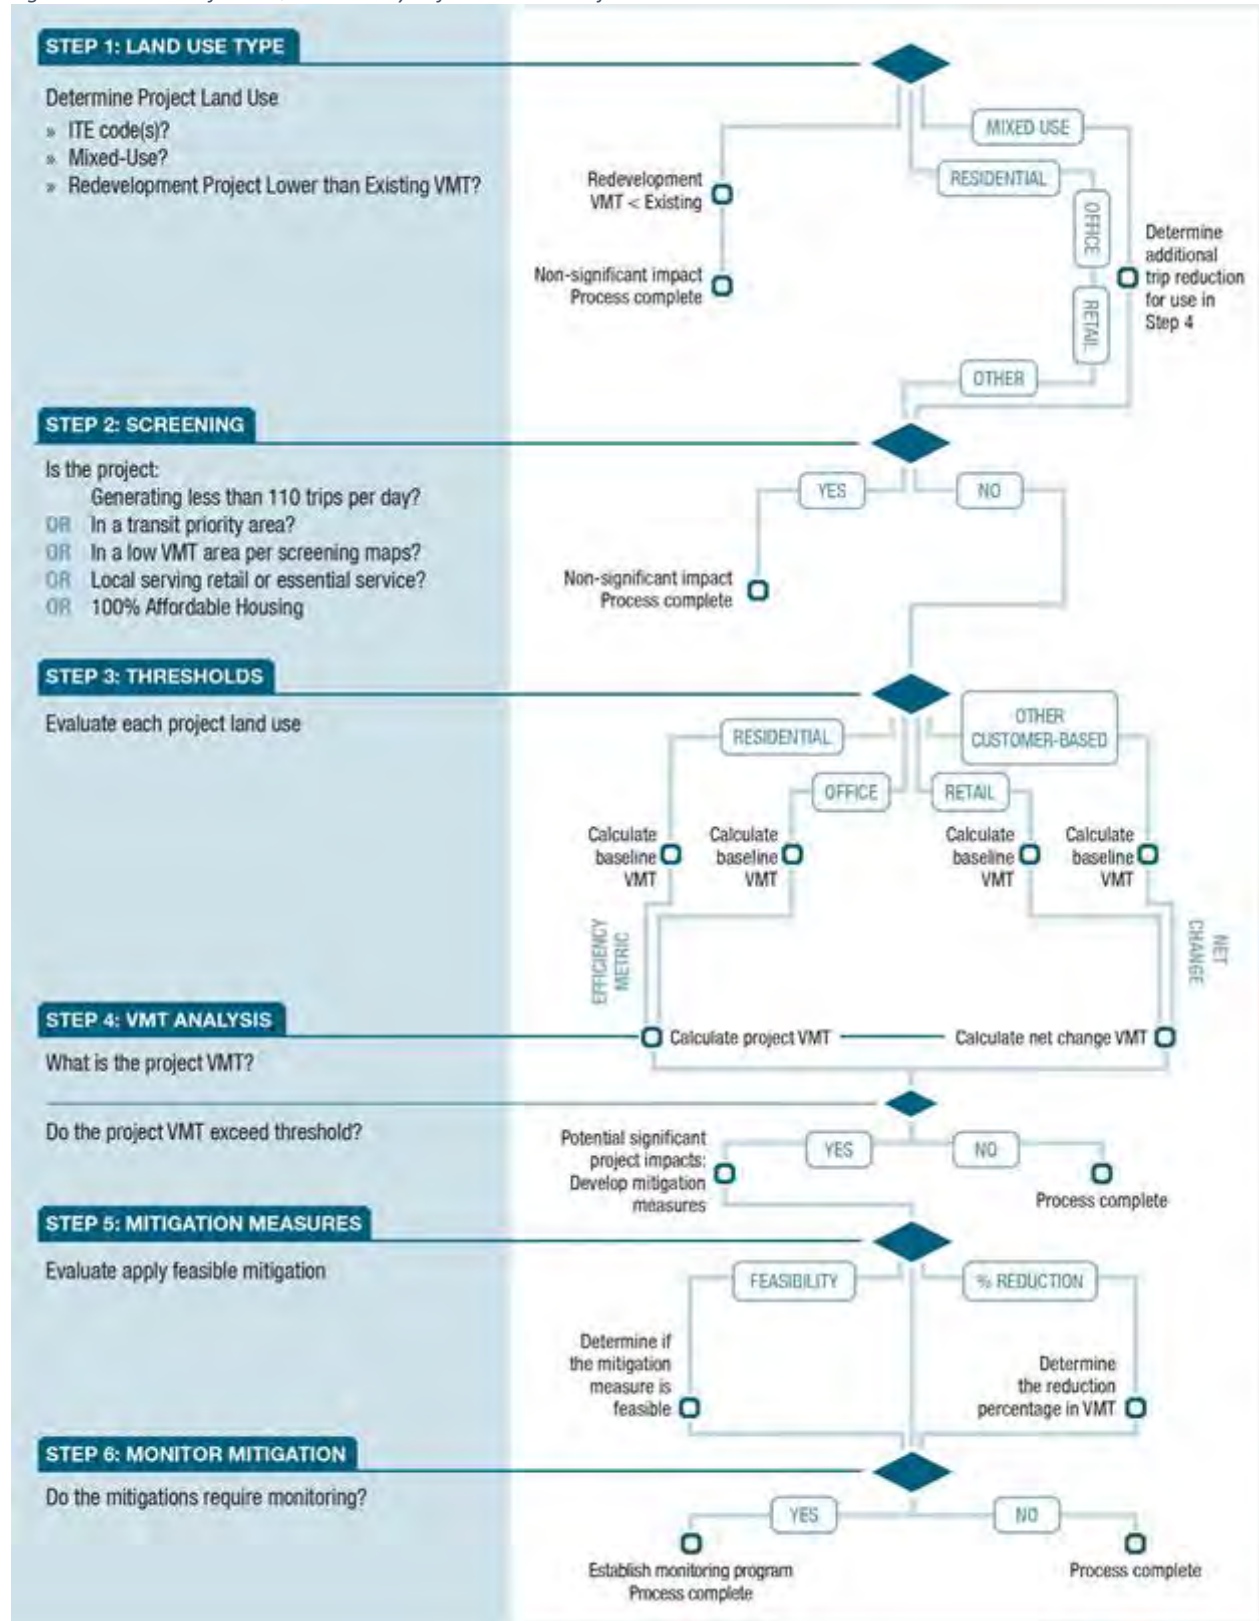 STEP 1: LAND USE TYPE
Determine Project Land Use
» ITE code(s)?
» Mixed-Use?
» Redevelopment Project Lower than Existing VMT?
MIXED USE
RESIDENTIAL
OFFICE
RETAIL
OTHER
Redevelopment
VMT < Existing
Non-significant impact
Process complete
Determine
additional
trip reduction
for use in
Step 4
STEP 2: SCREENING
Is the project:
Generating less than 110 trips per day?
OR In a transit priority area?
OR In a low VMT area per screening maps?
OR Local serving retail or essential service?
OR 100% Affordable Housing
YES
NO
Non-significant impact
Process complete
STEP 3: THRESHOLDS
Evaluate each project land use
RESIDENTIAL
OFFICE
RETAIL
OTHER
CUSTOMER-BASED
Calculate
baseline
VMT
Calculate
baseline
VMT
Calculate
baseline
VMT
Calculate
baseline
VMT
EFFICIENCY
METRIC
NET
CHANGE
STEP 4: VMT ANALYSIS
What is the project VMT?
Calculate project VMT
Calculate net change VMT
Do the project VMT exceed threshold?
YES
NO
Potential significant
project impacts:
Develop mitigation
measures
Process complete
STEP 5: MITIGATION MEASURES
Evaluate apply feasible mitigation
FEASIBILITY
% REDUCTION
Determine if
the mitigation
measure is
feasible
Determine
the reduction
percentage in VMT
STEP 6: MONITOR MITIGATION
Do the mitigations require monitoring?
YES
NO
Establish monitoring program
Process complete
Process complete